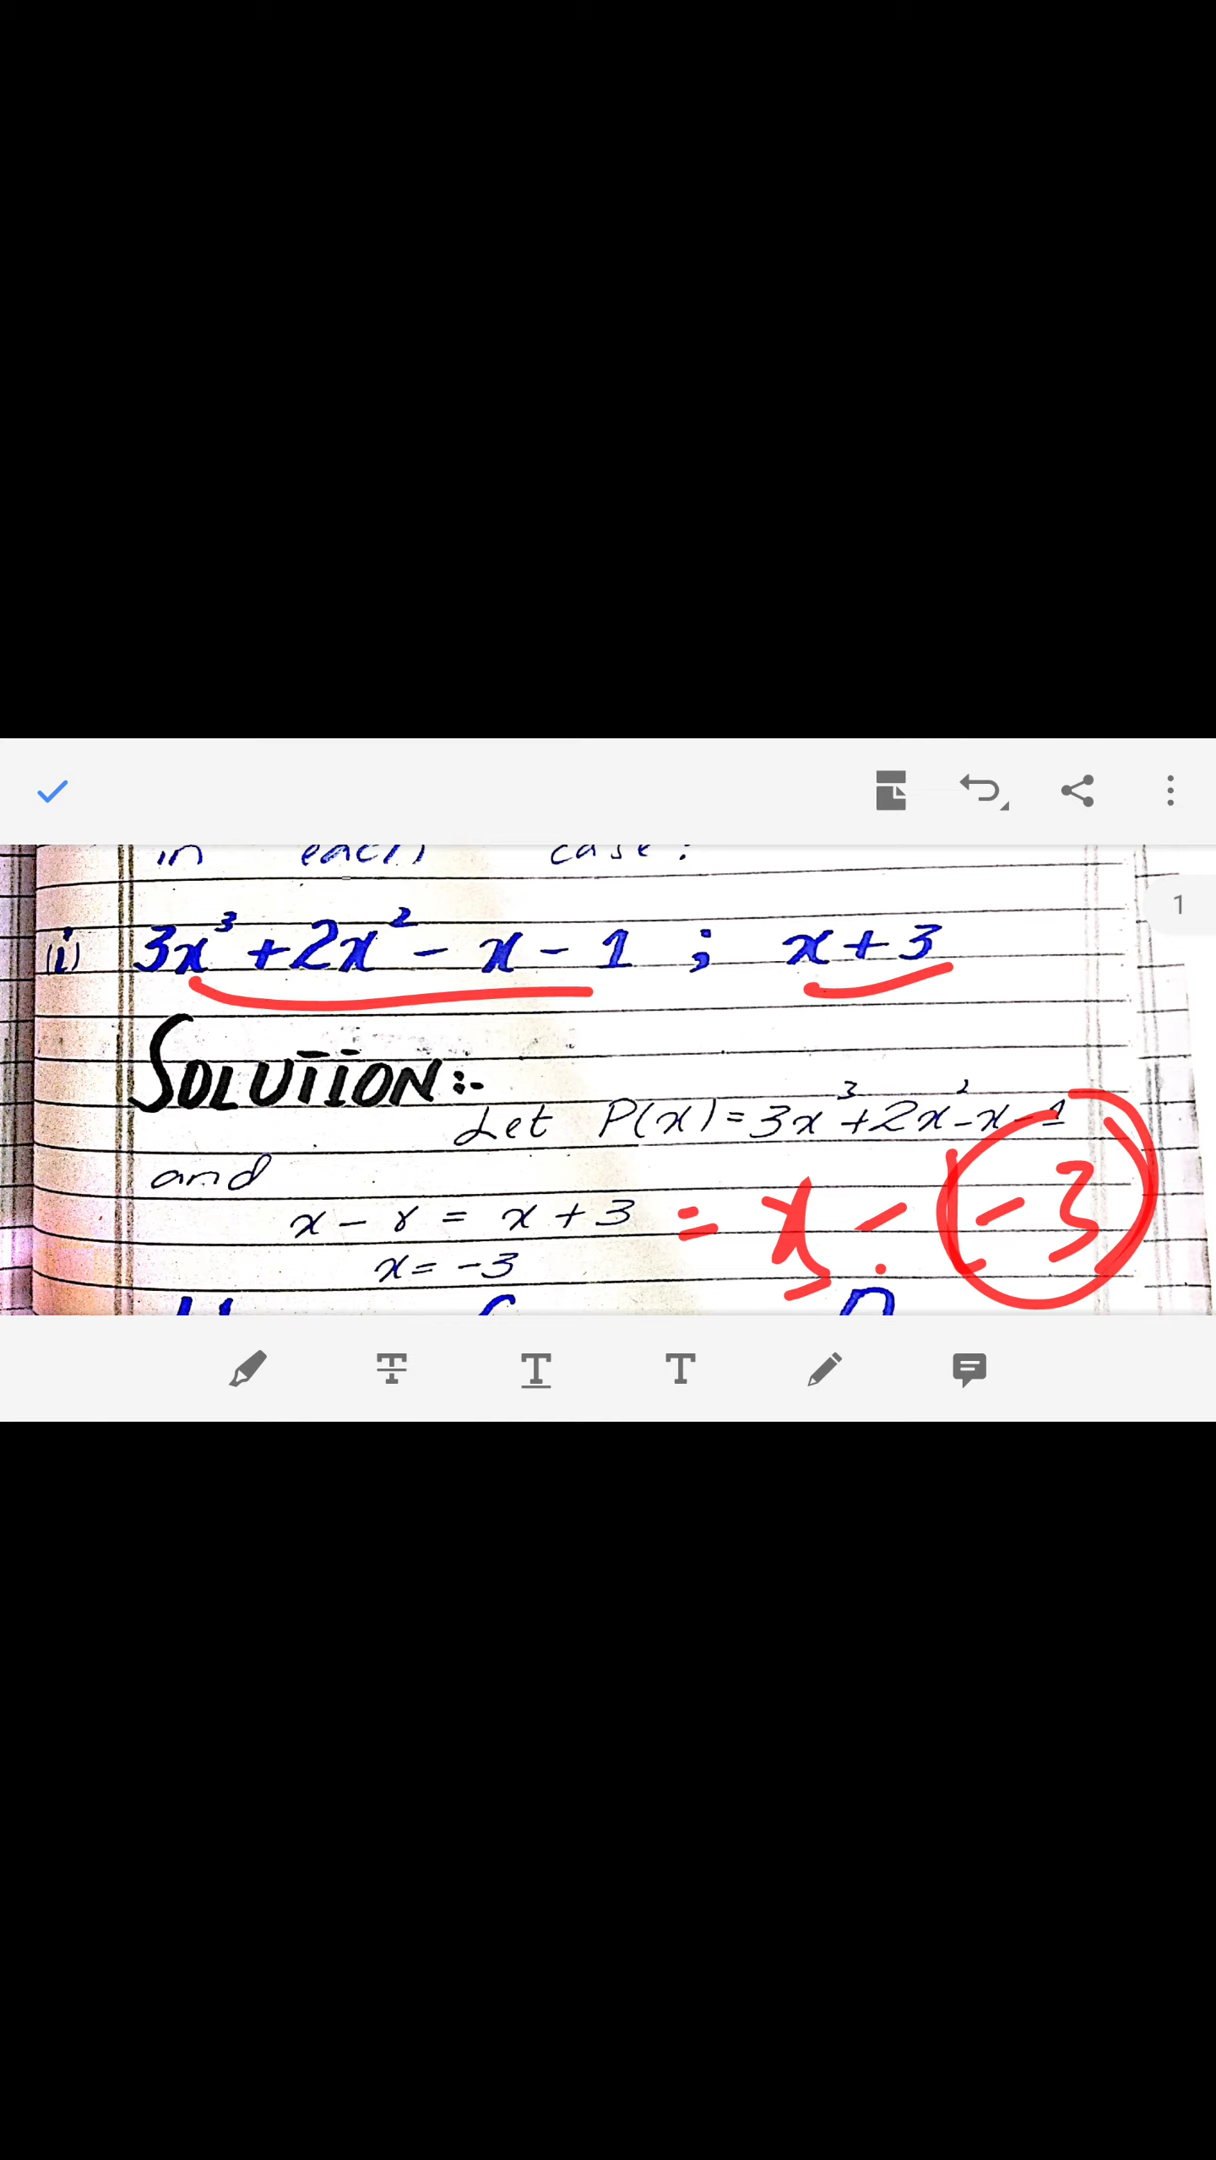 1
in each case.
(i) 3x³ + 2x² - x - 1 ; x + 3
SOLUTION:-
Let P(x) = 3x³+2x²-x-1
and
x - r = x + 3 = x - (-3)
x = -3